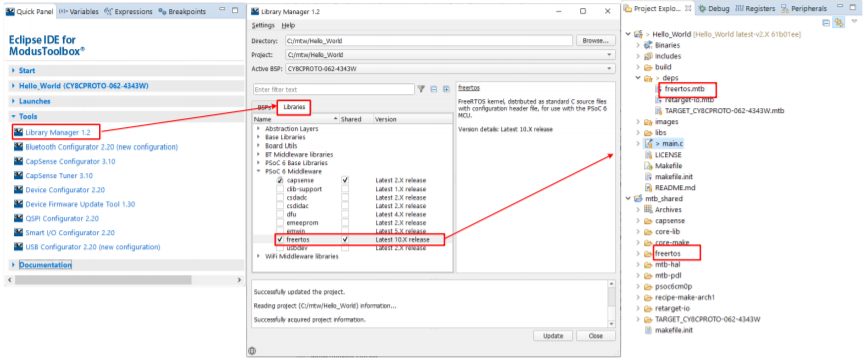 Quick Panel
Variables
Expressions
Breakpoints
Eclipse IDE for
ModusToolbox®
Start
Hello_World (CY8CPROTO-062-4343W)
Launches
Tools
Library Manager 1.2
Bluetooth Configurator 2.20 (new configuration)
CapSense Configurator 3.10
CapSense Tuner 3.10
Device Configurator 2.20
Device Firmware Update Tool 1.30
QSPI Configurator 2.20
Smart I/O Configurator 2.20
USB Configurator 2.20 (new configuration)
Documentation
Library Manager 1.2
Settings Help
Directory: C:/mtw/Hello_World Browse...
Project: C:/mtw/Hello_World
Active BSP: CY8CPROTO-062-4343W
Enter filter text
BSPs Libraries
Name Shared Version
Abstraction Layers
Base Libraries
Board Utils
BT Middleware libraries
PSoC 6 Base Libraries
PSoC 6 Middleware
capsense Latest 2.X release
clib-support Latest 1.X release
csdadc Latest 2.X release
csdidac Latest 2.X release
dfu Latest 4.X release
emeeprom Latest 2.X release
emwin Latest 5.X release
freertos Latest 10.X release
usbdev Latest 2.X release
WiFi Middleware libraries
freertos
FreeRTOS kernel, distributed as standard C source files
with configuration header file, for use with the PSoC 6
MCU.
Version details: Latest 10.X release
Successfully updated the project.
Reading project (C:/mtw/Hello_World) information...
Successfully acquired project information.
Update Close
Project Explo...
Debug
Registers
Peripherals
> Hello_World [Hello_World latest-v2.X 61b01ee]
Binaries
Includes
build
> deps
freertos.mtb
retarget-io.mtb
TARGET_CY8CPROTO-062-4343W.mtb
images
libs
> main.c
LICENSE
Makefile
makefile.init
README.md
mtb_shared
Archives
capsense
core-lib
core-make
freertos
mtb-hal
mtb-pdl
psoc6cm0p
recipe-make-arch1
retarget-io
TARGET_CY8CPROTO-062-4343W
makefile.init